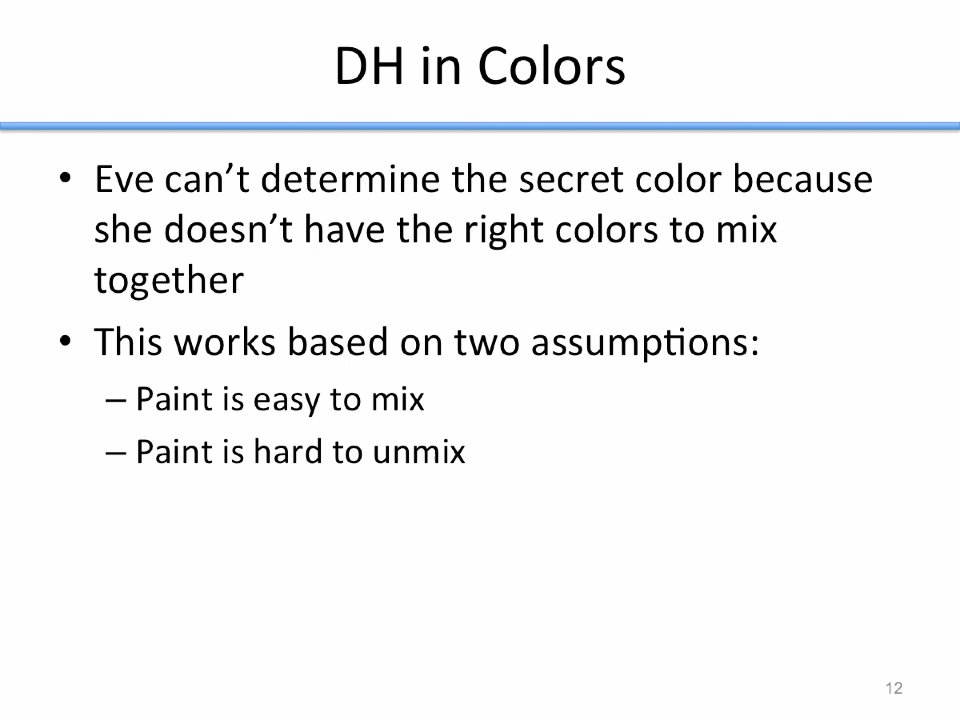 DH in Colors
• Eve can’t determine the secret color because
she doesn’t have the right colors to mix
together
• This works based on two assumptions:
– Paint is easy to mix
– Paint is hard to unmix
12